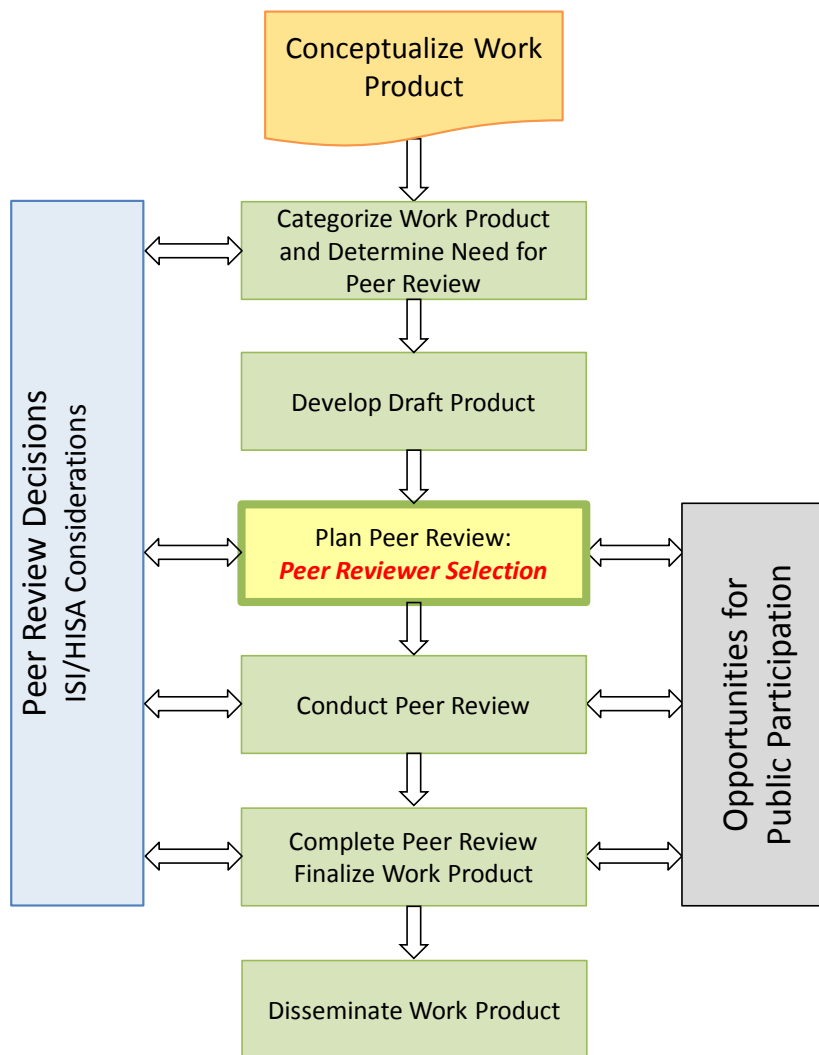 Conceptualize Work
Product
Categorize Work Product
and Determine Need for
Peer Review
Develop Draft Product
Peer Review Decisions
ISI/HISA Considerations
Plan Peer Review:
Peer Reviewer Selection
Opportunities for
Public Participation
Conduct Peer Review
Complete Peer Review
Finalize Work Product
Disseminate Work Product